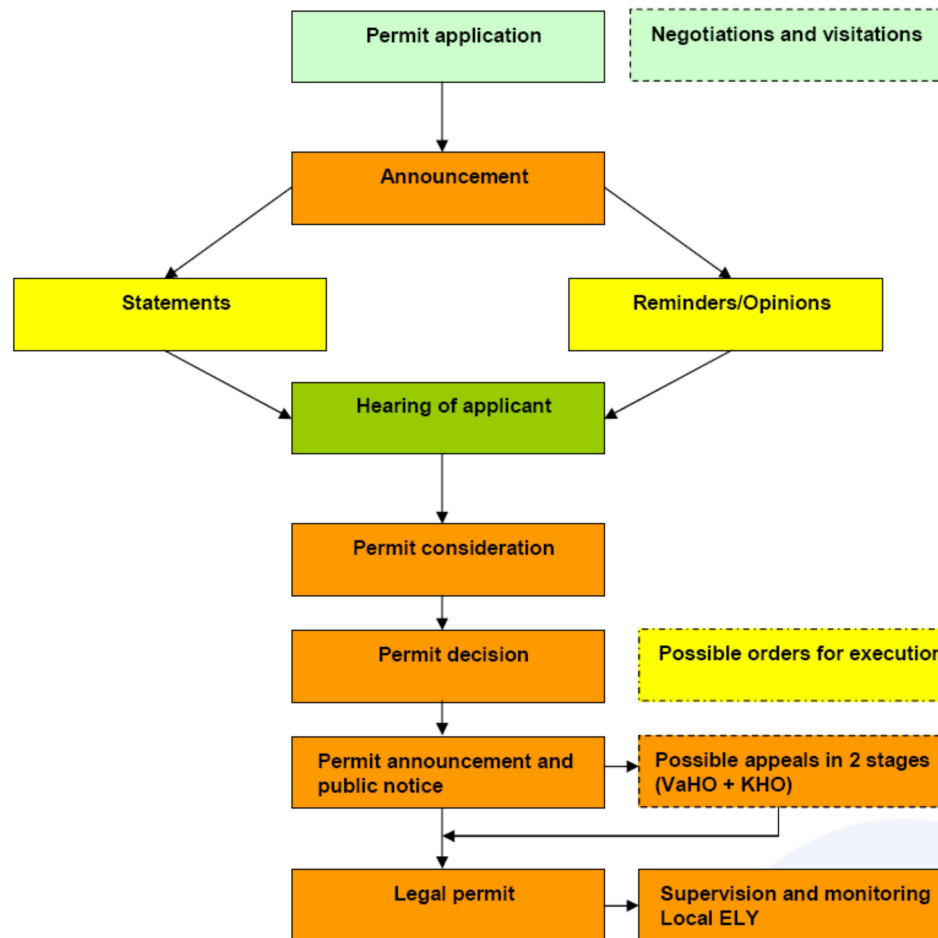 Permit application
Negotiations and visitations
Announcement
Statements
Reminders/Opinions
Hearing of applicant
Permit consideration
Permit decision
Possible orders for execution
Permit announcement and
public notice
Possible appeals in 2 stages
(VaHO + KHO)
Legal permit
Supervision and monitoring
Local ELY